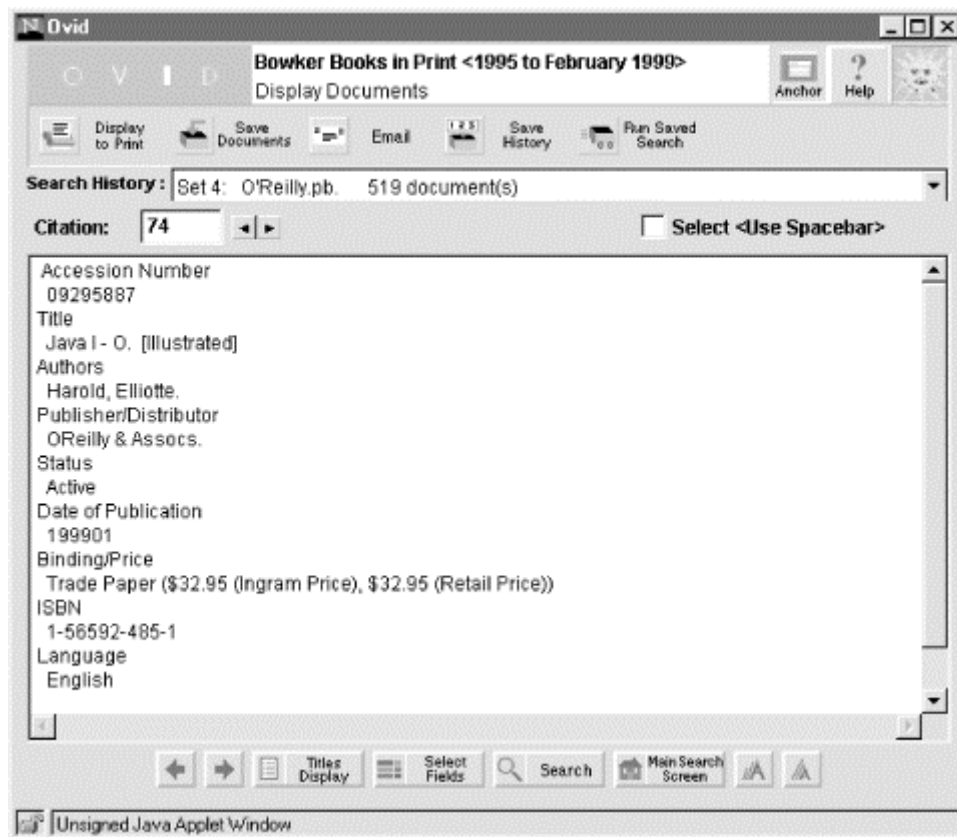 Ovid
O V I D
Bowker Books in Print <1995 to February 1999>
Display Documents
Anchor
Help
Display to Print
Save Documents
Email
Save History
Run Saved Search
Search History : Set 4: O'Reilly.pb. 519 document(s)
Citation: 74
Select <Use Spacebar>
Accession Number
09295887
Title
Java I - O. [Illustrated]
Authors
Harold, Elliotte.
Publisher/Distributor
OReilly & Assocs.
Status
Active
Date of Publication
199901
Binding/Price
Trade Paper ($32.95 (Ingram Price), $32.95 (Retail Price))
ISBN
1-56592-485-1
Language
English
Titles Display
Select Fields
Search
Main Search Screen
Unsigned Java Applet Window